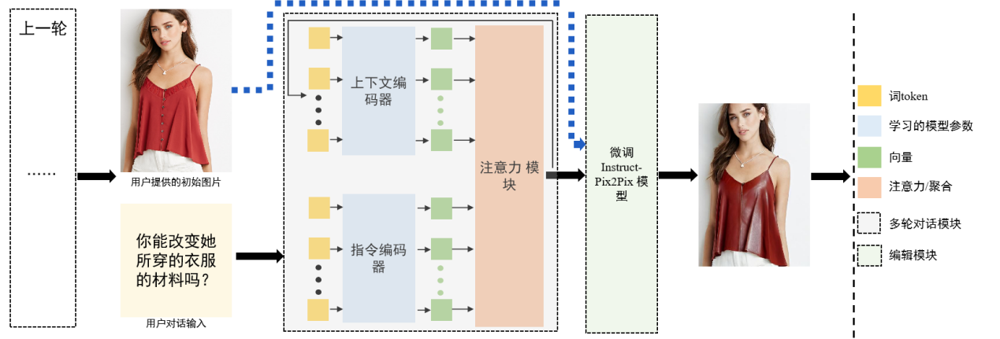 上一轮
……
用户提供的初始图片
你能改变她
所穿的衣服
的材料吗?
用户对话输入
上下文编
码器
指令编码
器
注意力 模
块
微调
Instruct-
Pix2Pix 模
型
词token
学习的模型参数
向量
注意力/聚合
多轮对话模块
编辑模块